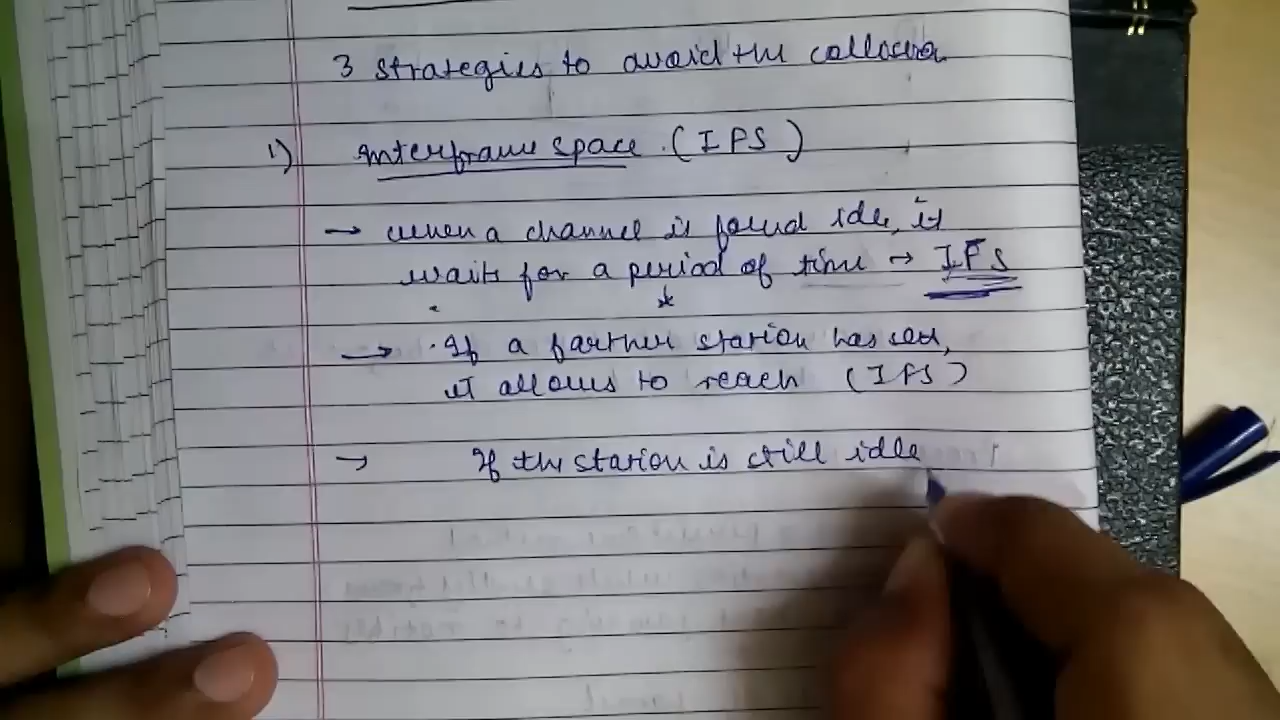 3 strategies to avoid the collision
1) Interframe space. (IFS)
→ when a channel is found idle, it
waits for a period of time → IFS
→ If a farther station has sent,
it allows to reach (IFS)
→ If the station is still idle